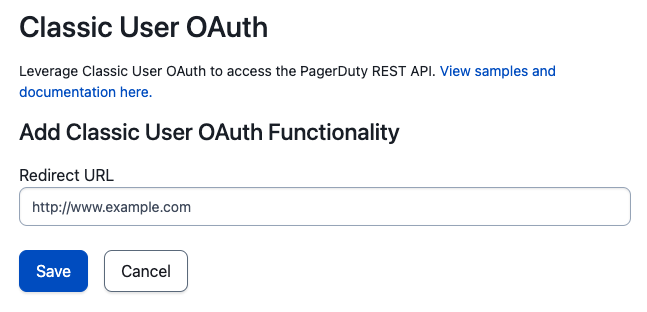 Classic User OAuth
Leverage Classic User OAuth to access the PagerDuty REST API. View samples and
documentation here.
Add Classic User OAuth Functionality
Redirect URL
http://www.example.com
Save
Cancel